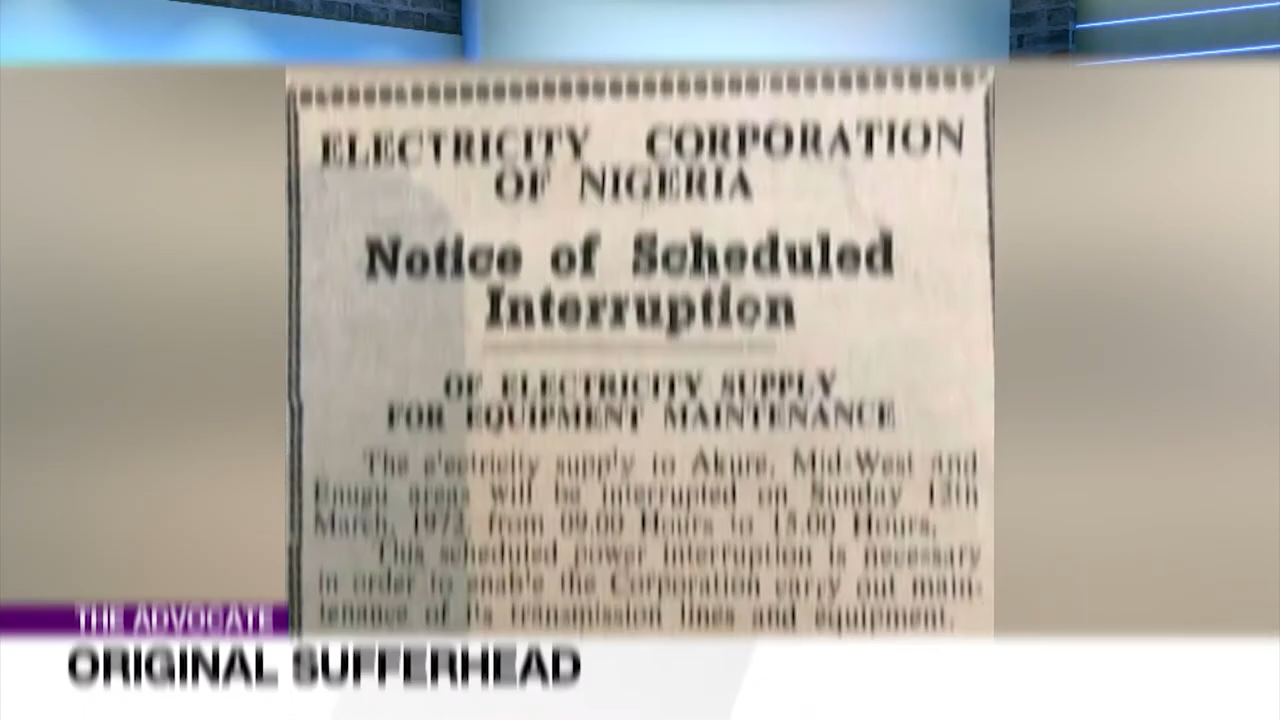 ELECTRICITY CORPORATION
OF NIGERIA
Notice of Scheduled
Interruption
OF ELECTRICITY SUPPLY
FOR EQUIPMENT MAINTENANCE
The electricity supply to Akure, Mid-West and
Enugu areas will be interrupted on Sunday 12th
March, 1972 from 09.00 Hours to 15.00 Hours.
This scheduled power interruption is necessary
in order to enable the Corporation carry out main-
tenance of its transmission lines and equipment.
THE ADVOCATE
ORIGINAL SUFFERHEAD